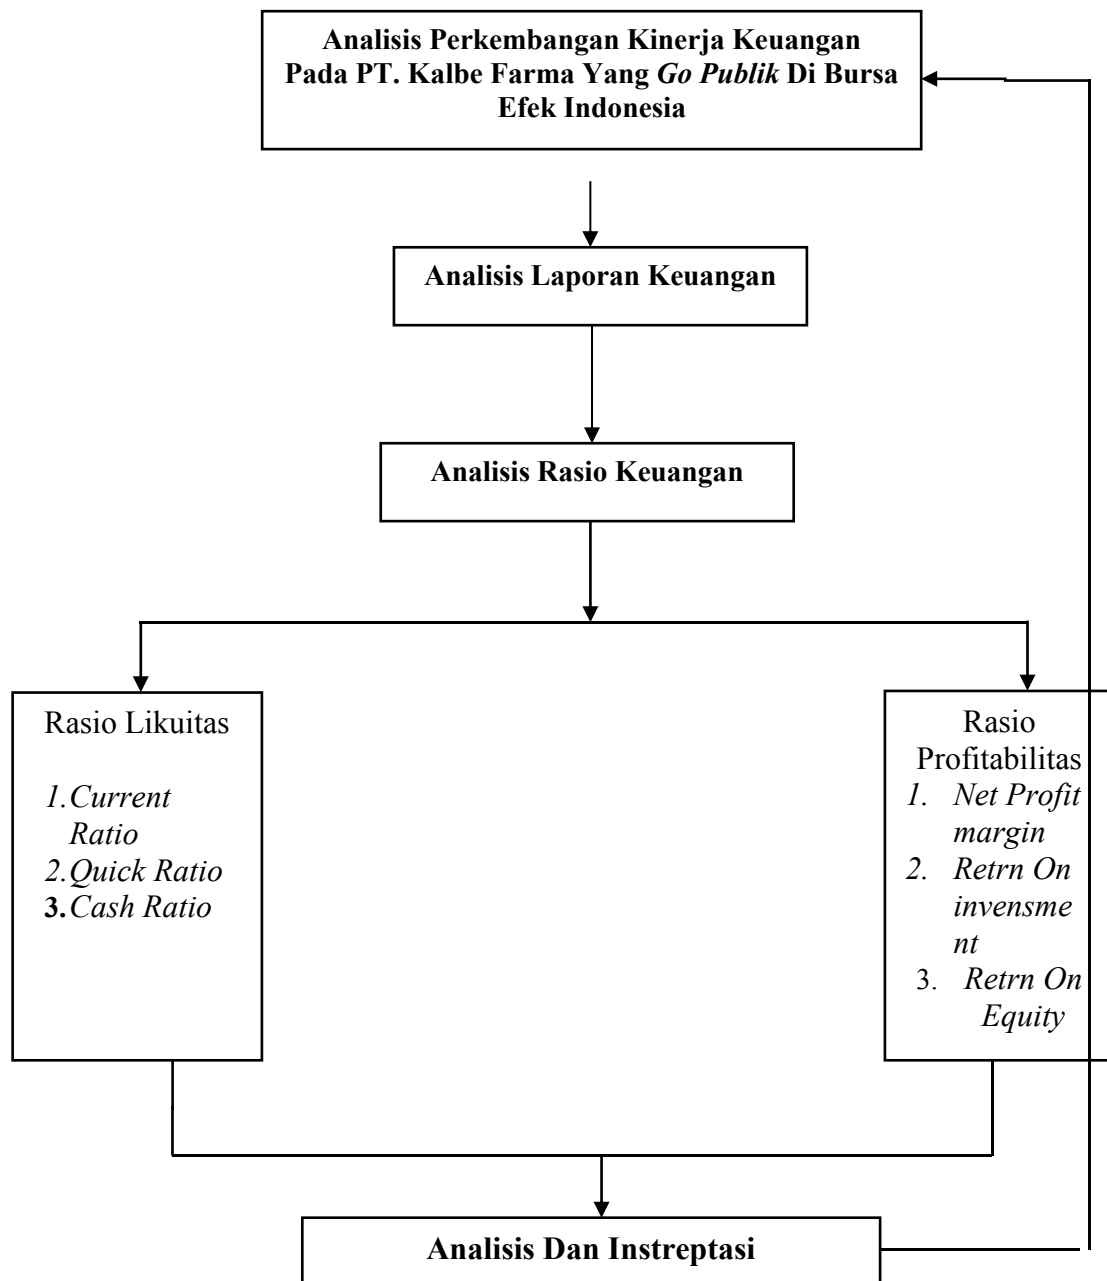 Analisis Perkembangan Kinerja Keuangan
Pada PT. Kalbe Farma Yang Go Publik Di Bursa
Efek Indonesia
Analisis Laporan Keuangan
Analisis Rasio Keuangan
Rasio Likuitas
1.Current
Ratio
2.Quick Ratio
3.Cash Ratio
Rasio
Profitabilitas
1. Net Profit
margin
2. Retrn On
invensme
nt
3. Retrn On
Equity
Analisis Dan Instreptasi